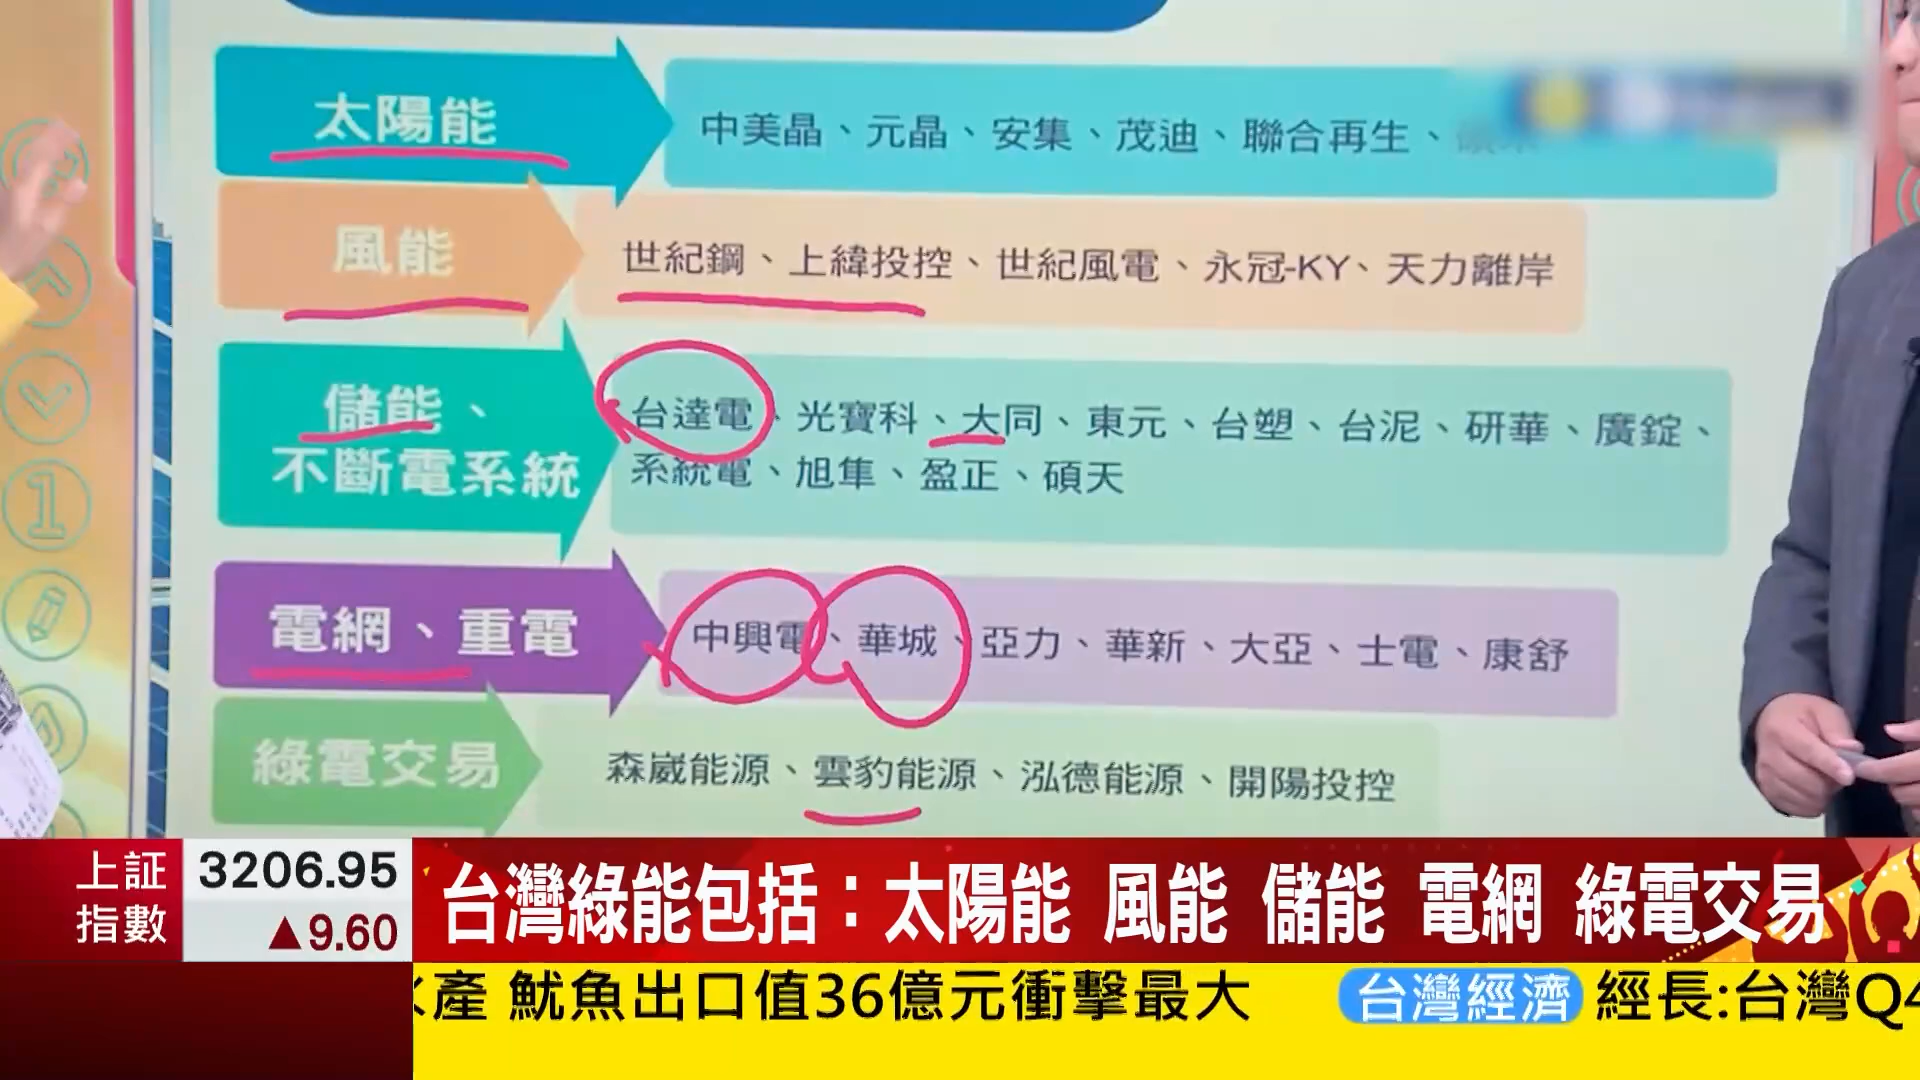 太陽能
中美晶、元晶、安集、茂迪、聯合再生、
風能
世紀鋼、上緯投控、世紀風電、永冠-KY、天力離岸
儲能、
不斷電系統
台達電、光寶科、大同、東元、台塑、台泥、研華、廣錠、
系統電、旭隼、盈正、碩天
電網、重電
中興電、華城、亞力、華新、大亞、士電、康舒
綠電交易
森崴能源、雲豹能源、泓德能源、開陽投控
1
上証
指數
3206.95
▲9.60
台灣綠能包括：太陽能 風能 儲能 電網 綠電交易
產 魷魚出口值36億元衝擊最大 台灣經濟 經長:台灣Q4